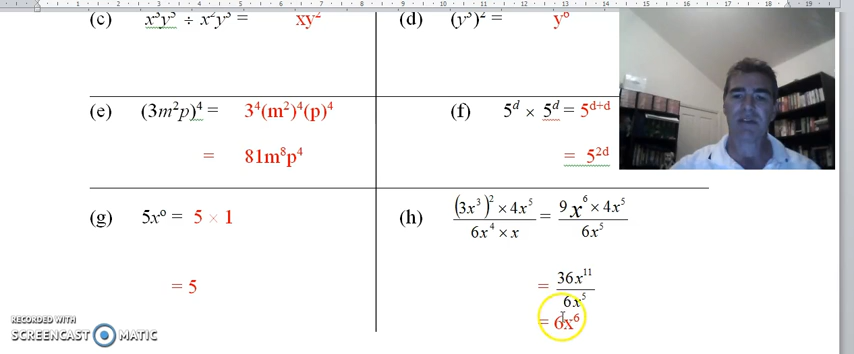 (c) x³y⁵ ÷ x²y³ = xy²
(d) (y³)² = y⁶
(e) (3m²p)⁴ = 3⁴(m²)⁴(p)⁴
= 81m⁸p⁴
(f) 5ᵈ × 5ᵈ = 5ᵈ⁺ᵈ
= 5²ᵈ
(g) 5x⁰ = 5 × 1
= 5
(h) (3x³)² × 4x⁵ / 6x⁴ × x = 9x⁶ × 4x⁵ / 6x⁵
= 36x¹¹ / 6x⁵
= 6x⁶
RECORDED WITH
SCREENCAST MATIC